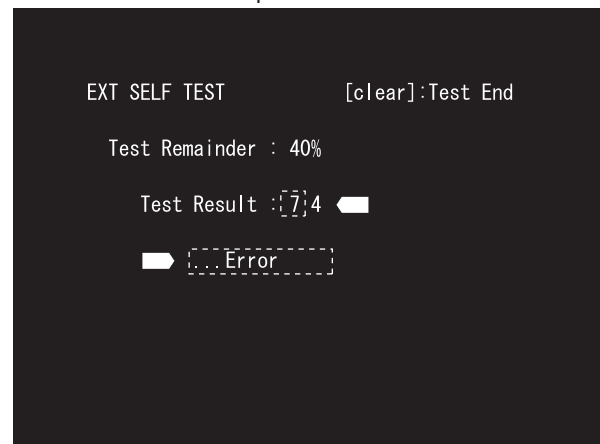 EXT SELF TEST [clear]:Test End
Test Remainder : 40%
Test Result : 74
...Error